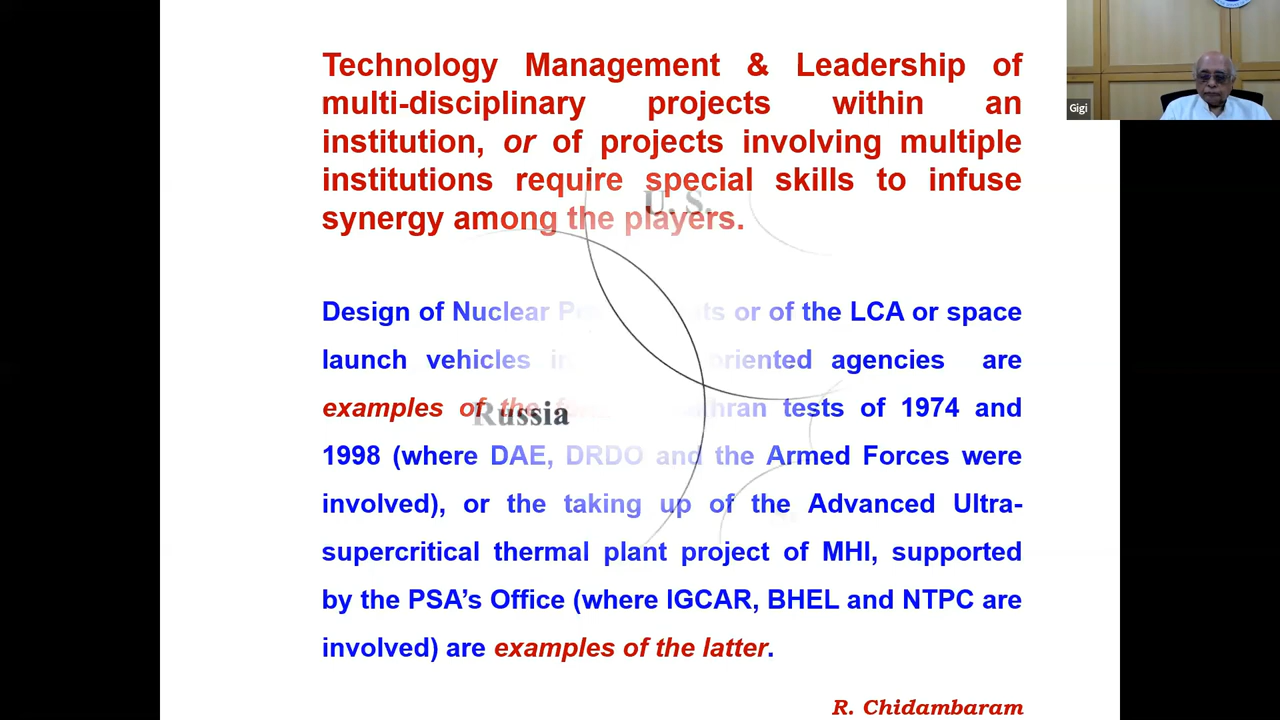 Technology Management & Leadership of
multi-disciplinary projects within an
institution, or of projects involving multiple
institutions require special skills to infuse
synergy among the players.
U. S.
Design of Nuclear or of the LCA or space
launch vehicles oriented agencies are
examples of the tests of 1974 and
Russia
1998 (where DAE, DRDO and the Armed Forces were
involved), or the taking up of the Advanced Ultra-
supercritical thermal plant project of MHI, supported
by the PSA's Office (where IGCAR, BHEL and NTPC are
involved) are examples of the latter.
R. Chidambaram
Gigi